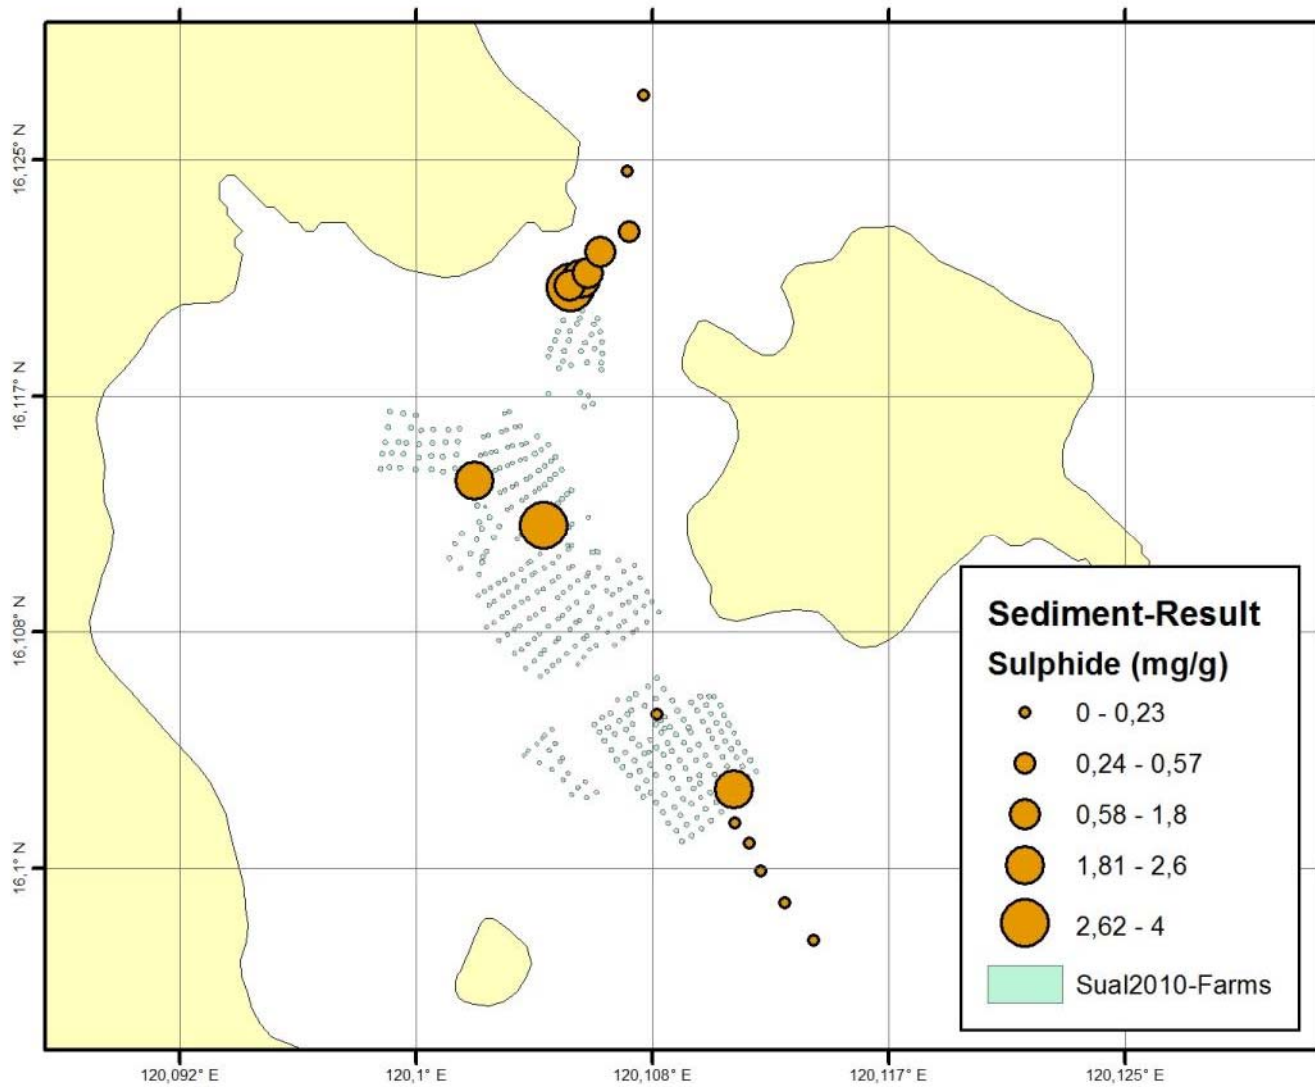 16,125° N
16,117° N
16,108° N
16,1° N
Sediment-Result
Sulphide (mg/g)
0 - 0,23
0,24 - 0,57
0,58 - 1,8
1,81 - 2,6
2,62 - 4
Sual2010-Farms
120,092° E
120,1° E
120,108° E
120,117° E
120,125° E